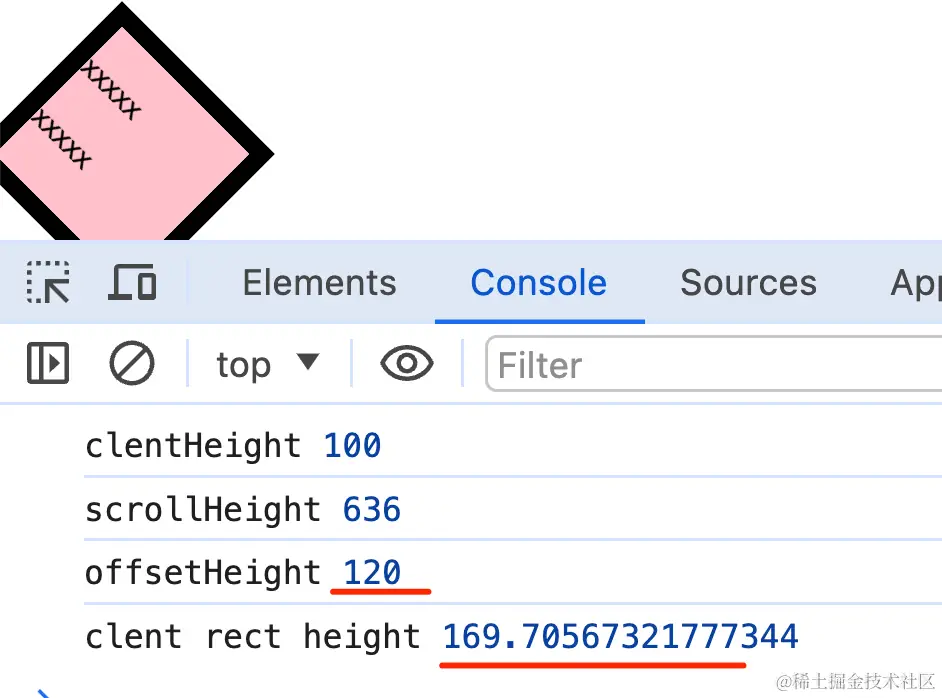 XXXXX
XXXXX
Elements Console Sources App
top ▼ Filter
clentHeight 100
scrollHeight 636
offsetHeight 120
clent rect height 169.70567321777344
@稀土掘金技术社区